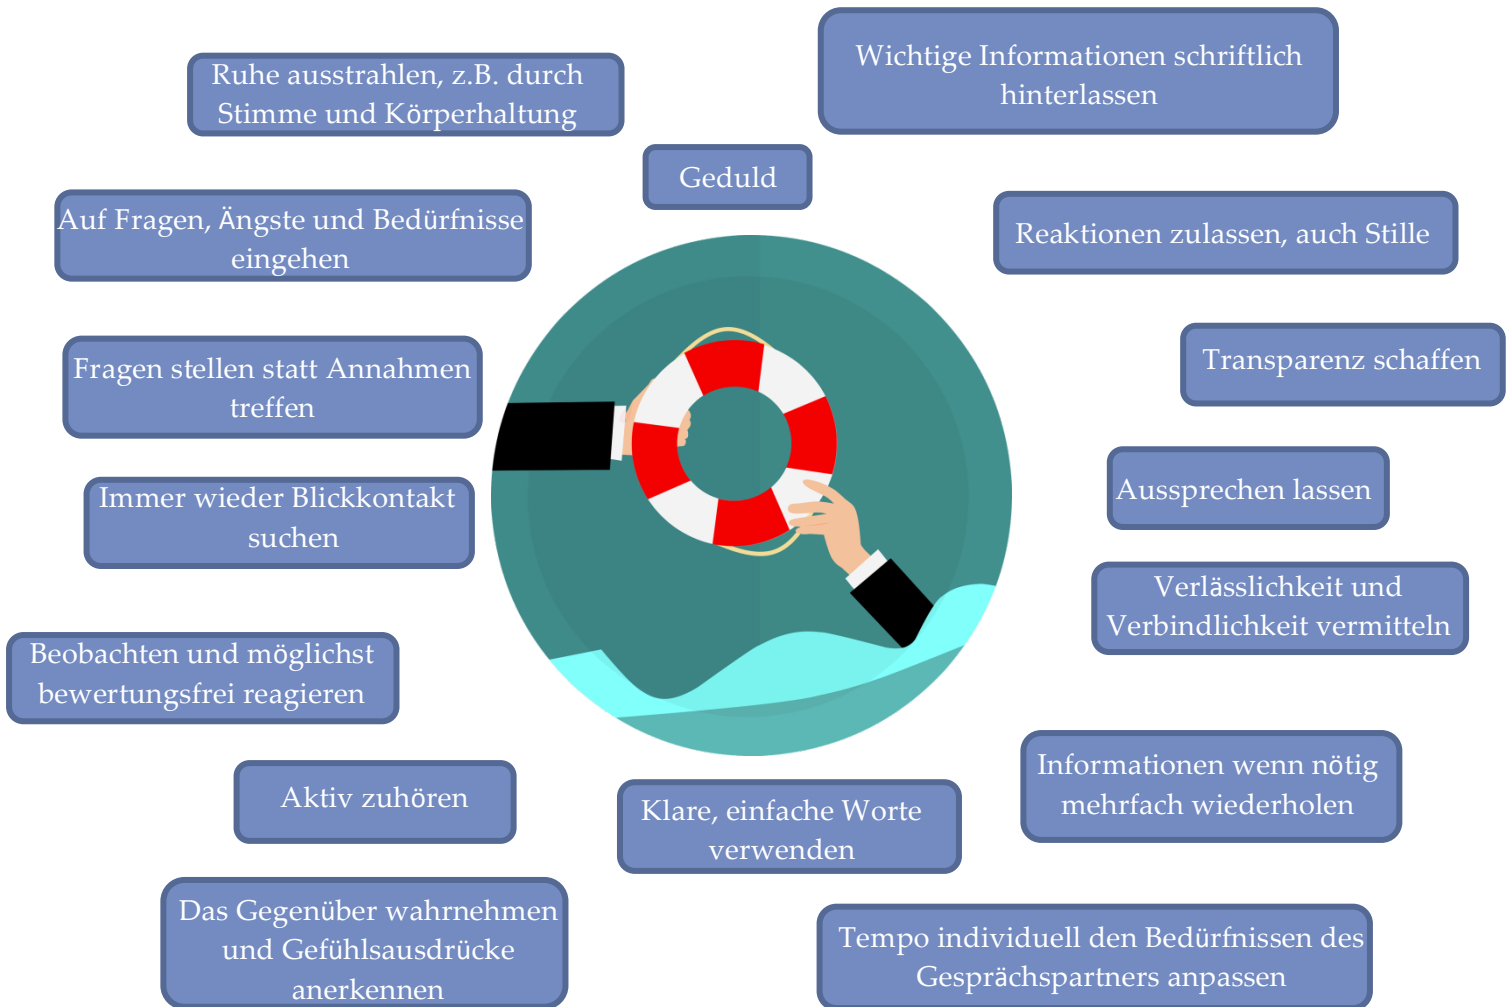 Ruhe ausstrahlen, z.B. durch
Stimme und Körperhaltung
Wichtige Informationen schriftlich
hinterlassen
Geduld
Auf Fragen, Ängste und Bedürfnisse
eingehen
Reaktionen zulassen, auch Stille
Fragen stellen statt Annahmen
treffen
Transparenz schaffen
Immer wieder Blickkontakt
suchen
Aussprechen lassen
Verlässlichkeit und
Verbindlichkeit vermitteln
Beobachten und möglichst
bewertungsfrei reagieren
Informationen wenn nötig
mehrfach wiederholen
Aktiv zuhören
Klare, einfache Worte
verwenden
Das Gegenüber wahrnehmen
und Gefühlsausdrücke
anerkennen
Tempo individuell den Bedürfnissen des
Gesprächspartners anpassen